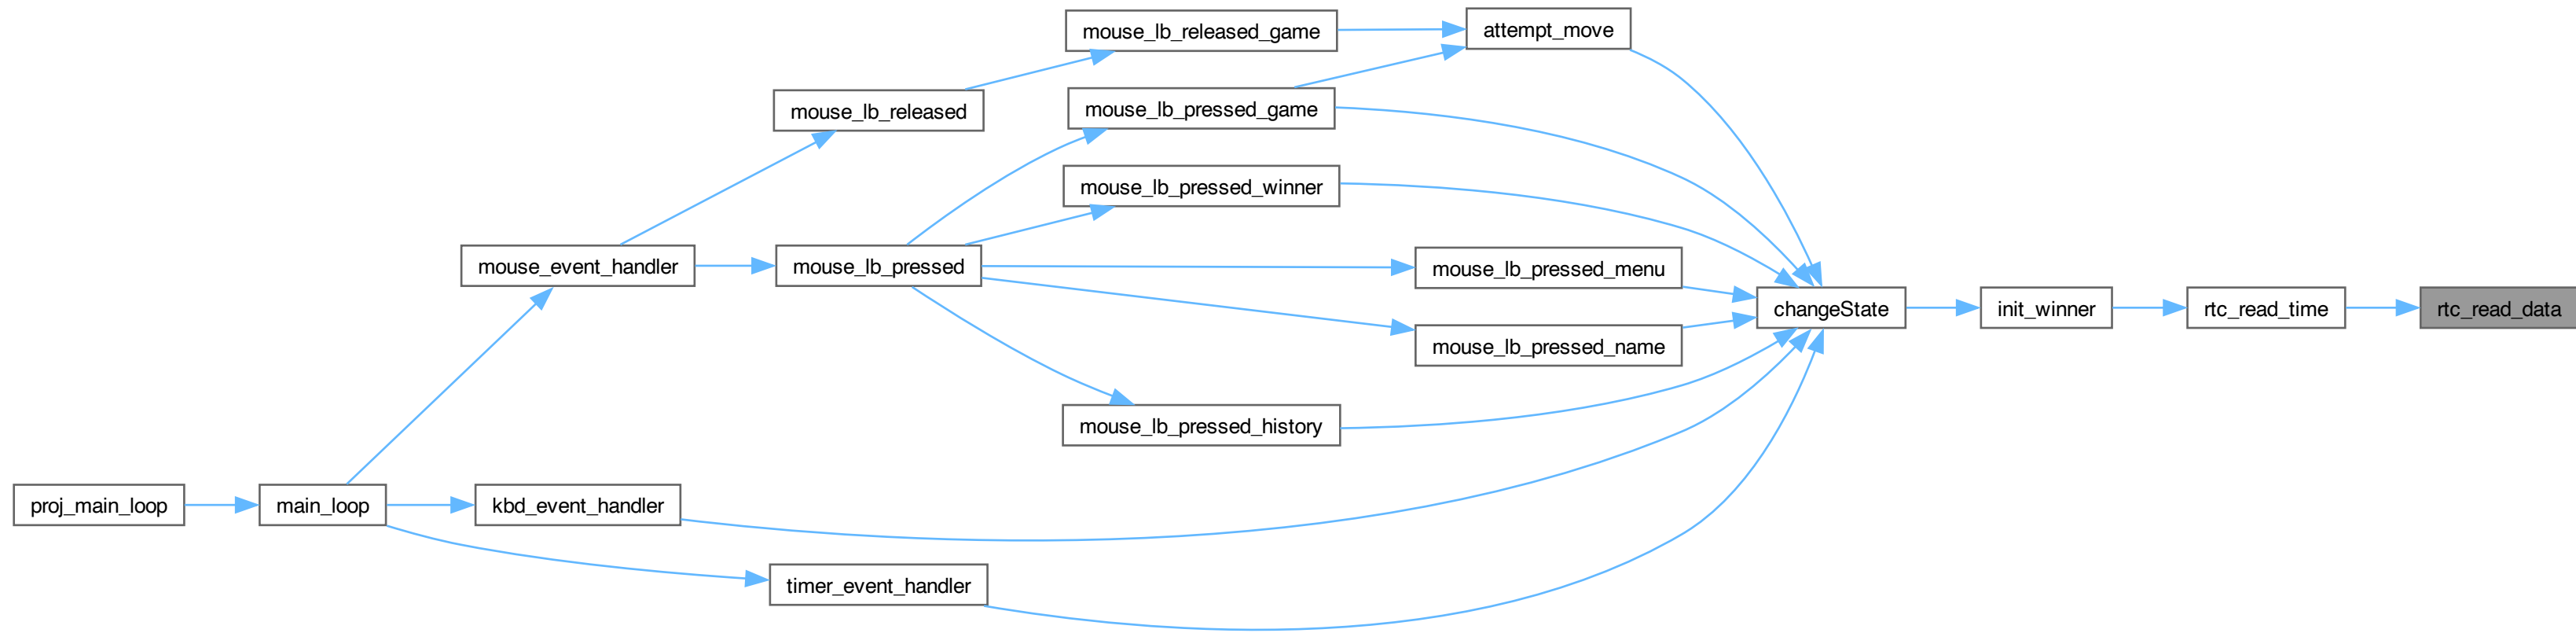 attempt_move
mouse_lb_released_game
mouse_lb_released
mouse_lb_pressed_game
mouse_lb_pressed_winner
mouse_event_handler
mouse_lb_pressed
mouse_lb_pressed_menu
changeState
init_winner
rtc_read_time
rtc_read_data
mouse_lb_pressed_name
mouse_lb_pressed_history
proj_main_loop
main_loop
kbd_event_handler
timer_event_handler